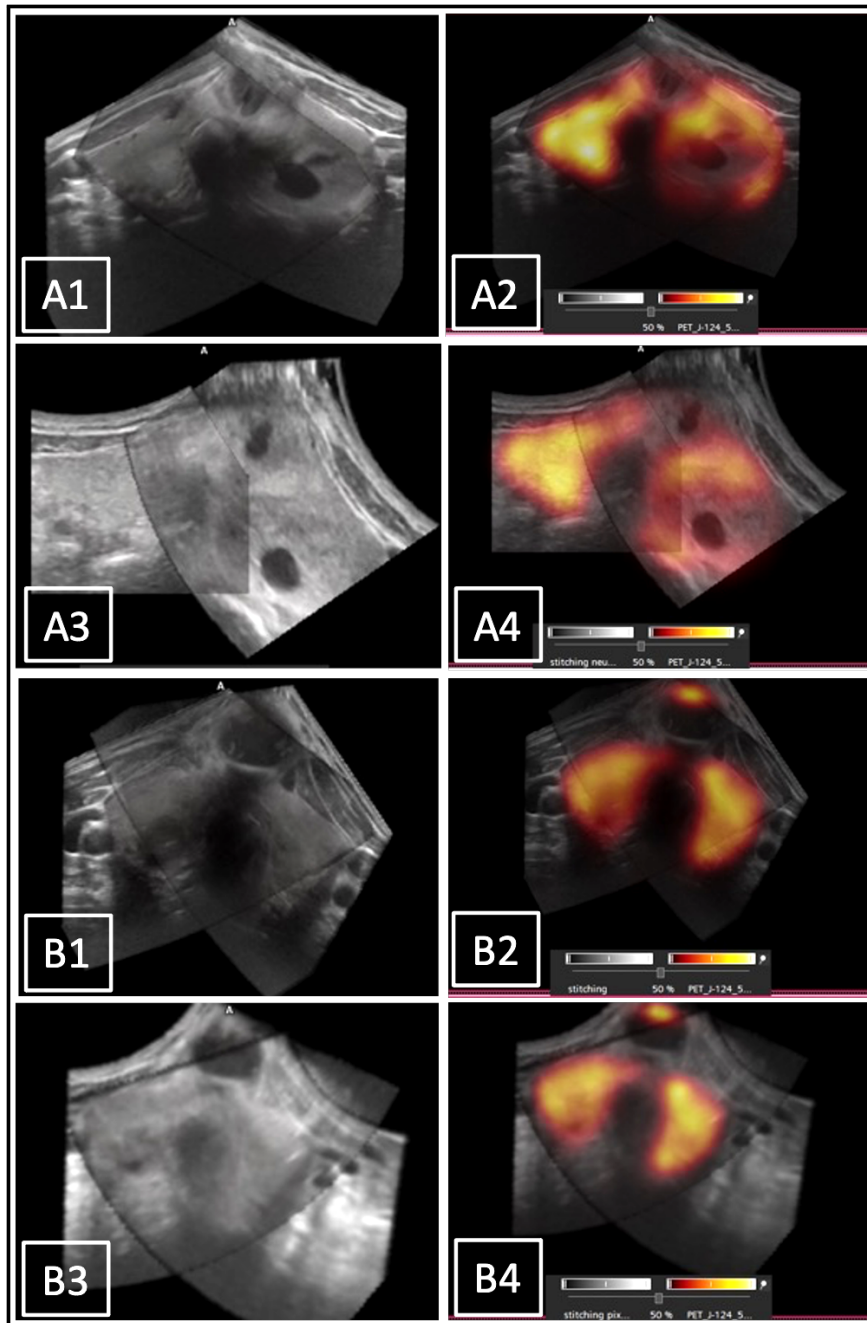 A
A1
A2
50 % PET_J-124_5...
A
A
A3
A4
stitching neu... 50 % PET_J-124_5...
A
B1
B2
stitching 50 % PET_J-124_5...
A
B3
B4
stitching pix... 50 % PET_J-124_5...